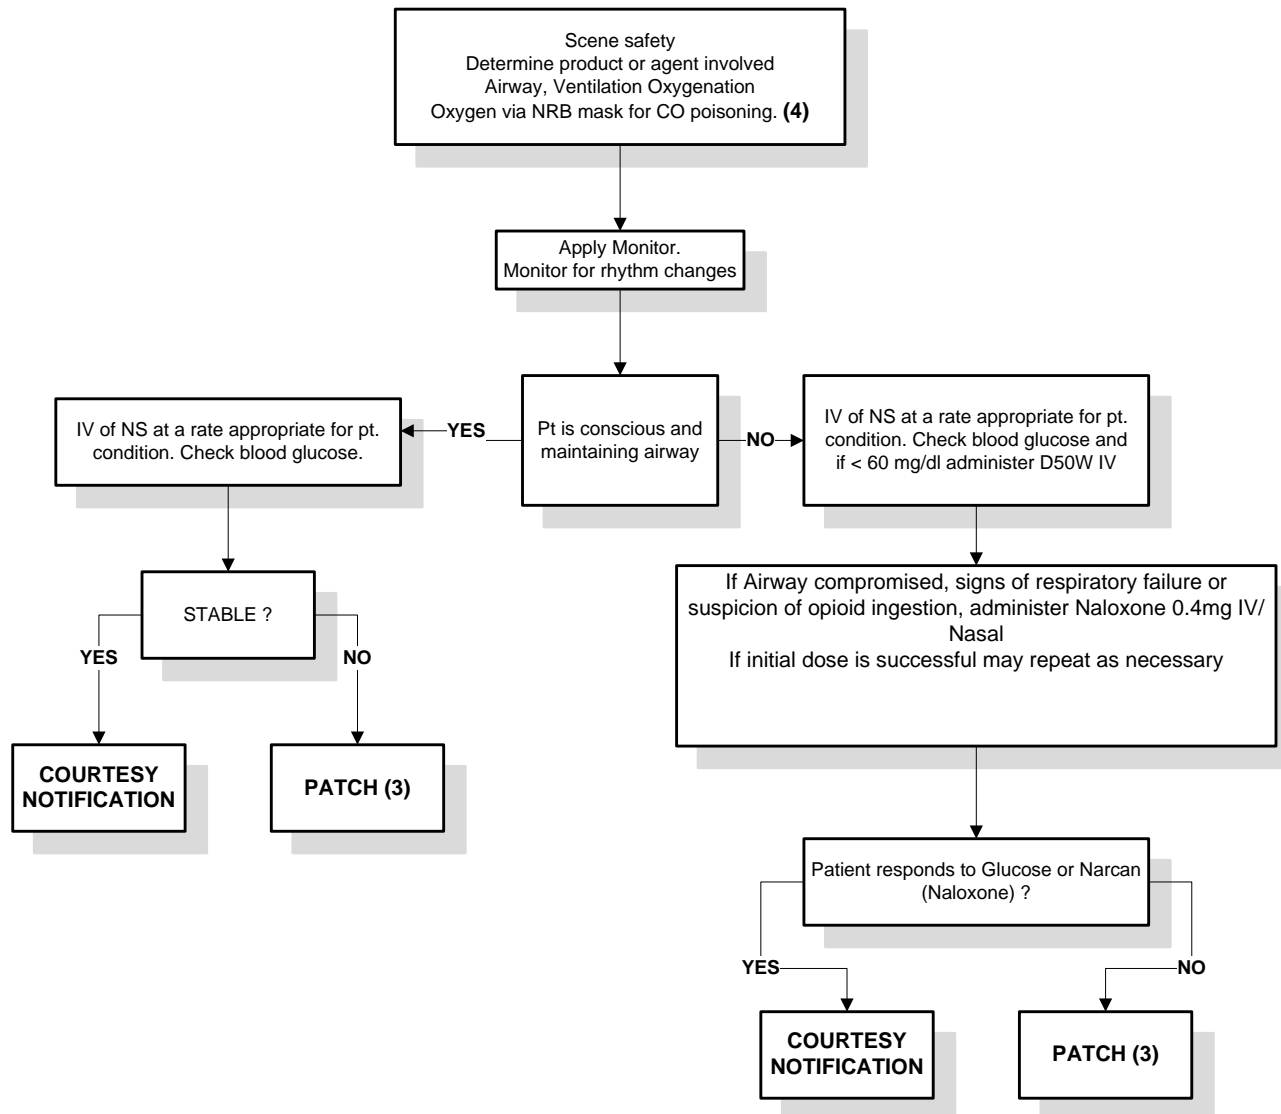 Scene safety
Determine product or agent involved
Airway, Ventilation Oxygenation
Oxygen via NRB mask for CO poisoning. (4)
Apply Monitor.
Monitor for rhythm changes
Pt is conscious and
maintaining airway
YES
NO
IV of NS at a rate appropriate for pt.
condition. Check blood glucose.
IV of NS at a rate appropriate for pt.
condition. Check blood glucose and
if < 60 mg/dl administer D50W IV
STABLE ?
YES
NO
COURTESY
NOTIFICATION
PATCH (3)
If Airway compromised, signs of respiratory failure or
suspicion of opioid ingestion, administer Naloxone 0.4mg IV/
Nasal
If initial dose is successful may repeat as necessary
Patient responds to Glucose or Narcan
(Naloxone) ?
YES
NO
COURTESY
NOTIFICATION
PATCH (3)